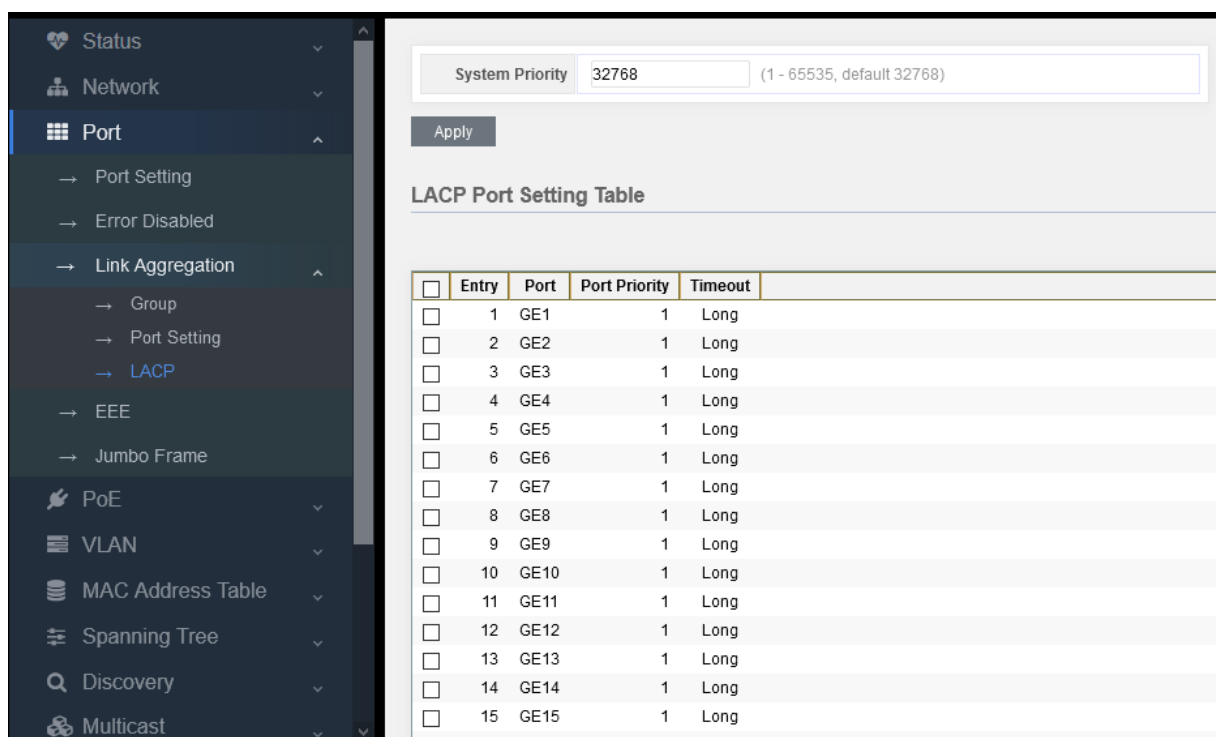 Status
Network
Port
→ Port Setting
→ Error Disabled
→ Link Aggregation
→ Group
→ Port Setting
→ LACP
→ EEE
→ Jumbo Frame
PoE
VLAN
MAC Address Table
Spanning Tree
Discovery
Multicast
System Priority 32768 (1 - 65535, default 32768)
Apply
LACP Port Setting Table
Entry Port Port Priority Timeout
1 GE1 1 Long
2 GE2 1 Long
3 GE3 1 Long
4 GE4 1 Long
5 GE5 1 Long
6 GE6 1 Long
7 GE7 1 Long
8 GE8 1 Long
9 GE9 1 Long
10 GE10 1 Long
11 GE11 1 Long
12 GE12 1 Long
13 GE13 1 Long
14 GE14 1 Long
15 GE15 1 Long